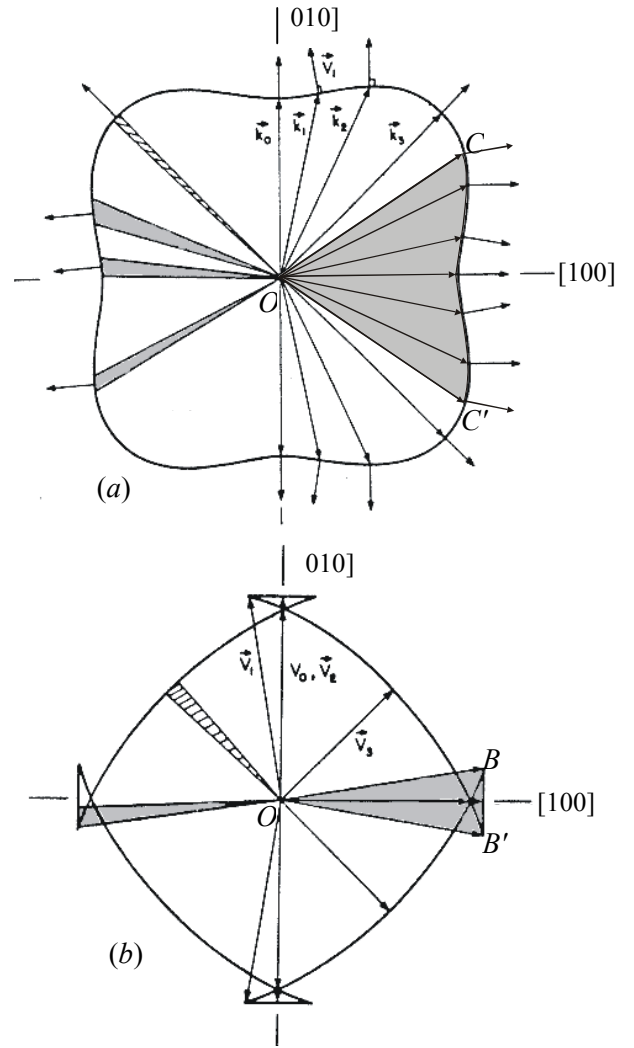 010]
V₁
k₀ k₁ k₂ k₃
C
[100]
O
C'
(a)
010]
V₁ V₀, V₂
V₃
B
[100]
O
B'
(b)